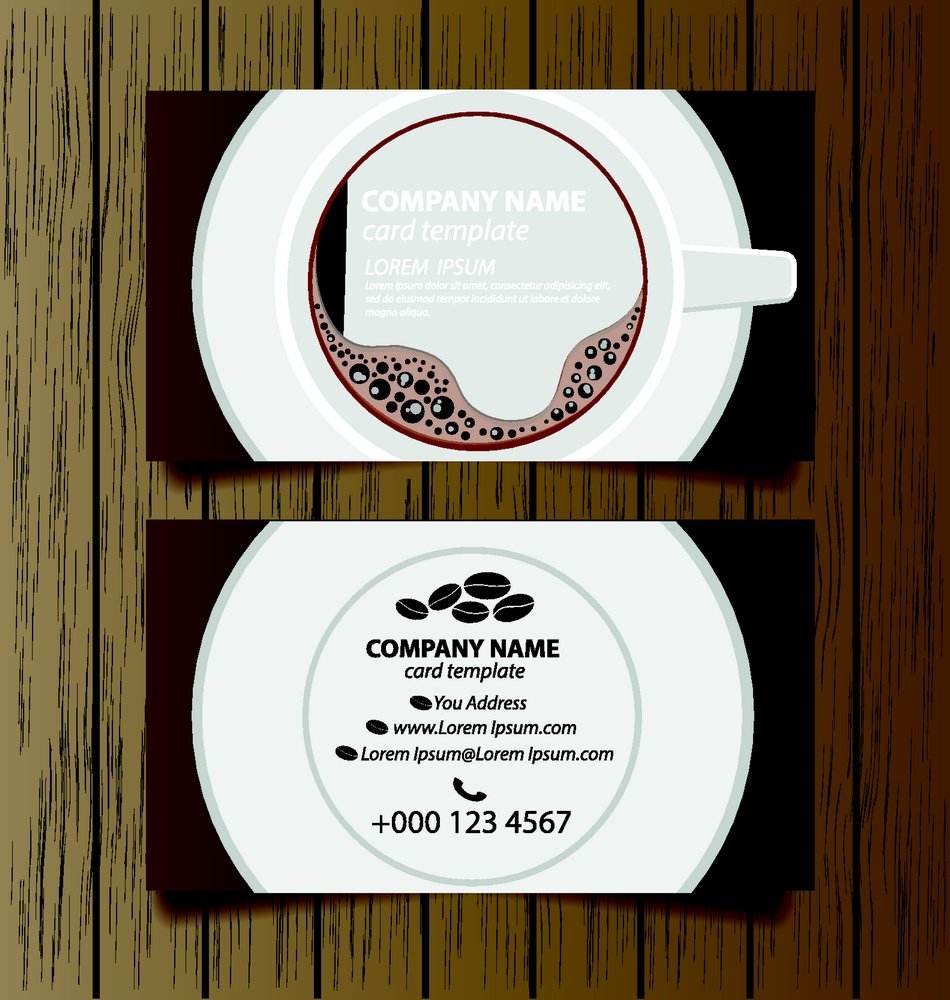 COMPANY NAME
card template
LOREM IPSUM
Lorem ipsum dolor sit amet, consectetur adipisicing elit,
sed do eiusmod tempor incididunt ut labore et dolore
magna aliqua.
COMPANY NAME
card template
You Address
www.Lorem Ipsum.com
Lorem Ipsum@Lorem Ipsum.com
+000 123 4567